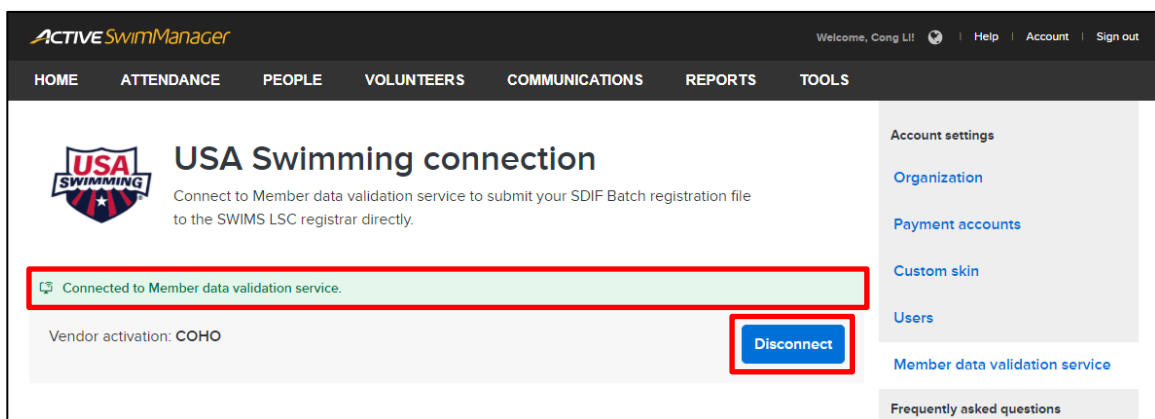 ACTIVE SwimManager
Welcome, Cong LI!
Help
Account
Sign out
HOME
ATTENDANCE
PEOPLE
VOLUNTEERS
COMMUNICATIONS
REPORTS
TOOLS
USA
SWIMMING
USA Swimming connection
Connect to Member data validation service to submit your SDIF Batch registration file
to the SWIMS LSC registrar directly.
Connected to Member data validation service.
Vendor activation: COHO
Disconnect
Account settings
Organization
Payment accounts
Custom skin
Users
Member data validation service
Frequently asked questions